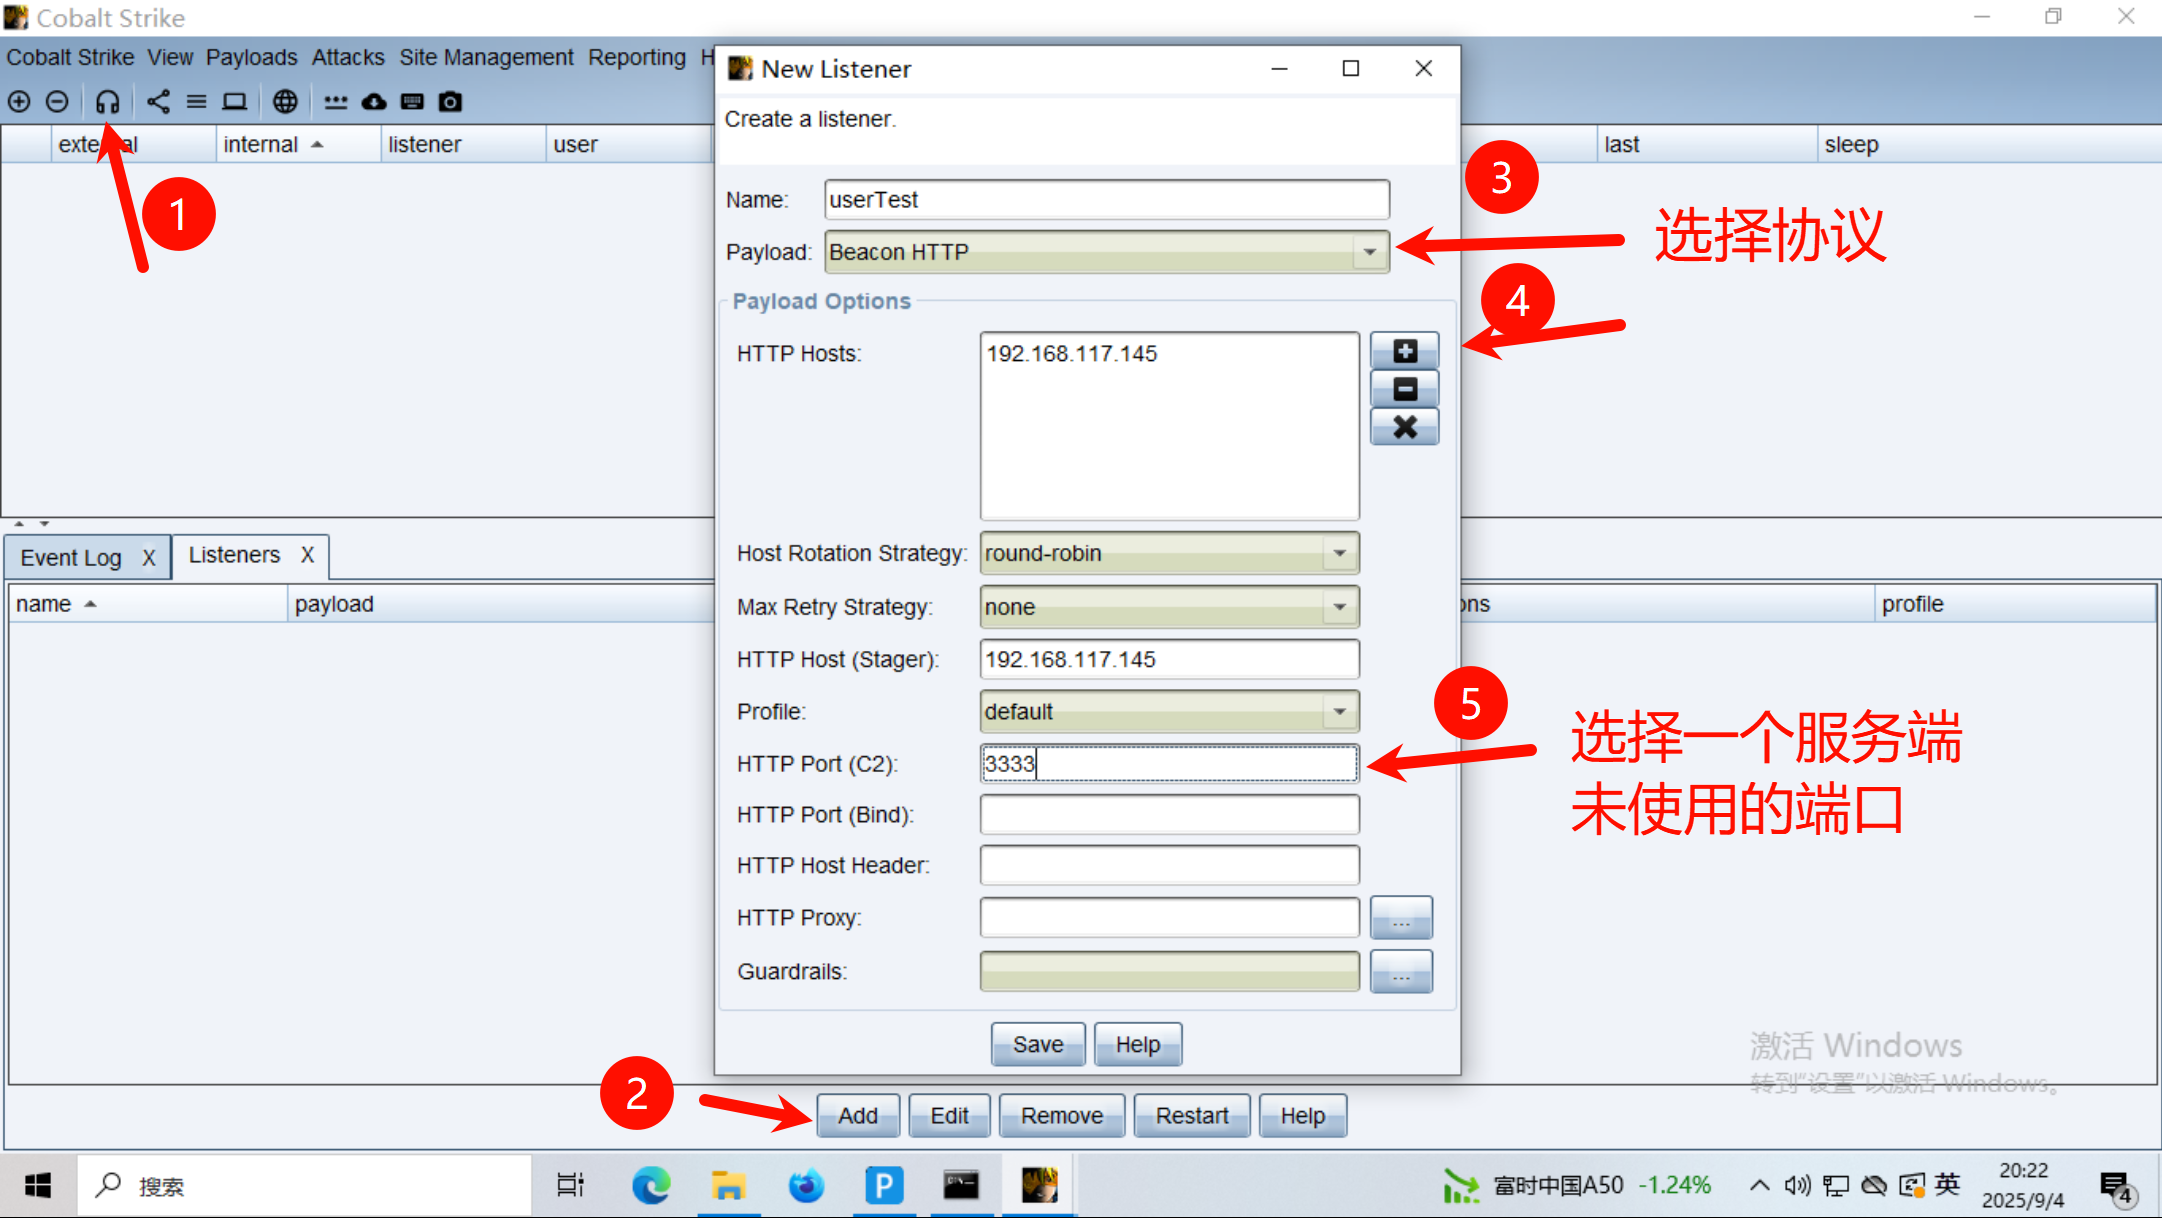 Cobalt Strike
Cobalt Strike View Payloads Attacks Site Management Reporting H
external internal listener user last sleep
1
New Listener
Create a listener.
Name: userTest
3
Payload: Beacon HTTP
选择协议
Payload Options
4
HTTP Hosts: 192.168.117.145
Host Rotation Strategy: round-robin
Max Retry Strategy: none
HTTP Host (Stager): 192.168.117.145
Profile: default
HTTP Port (C2): 3333
5
选择一个服务端
未使用的端口
HTTP Port (Bind):
HTTP Host Header:
HTTP Proxy: ...
Guardrails: ...
Save Help
Event Log X Listeners X
name payload ons profile
激活 Windows
转到"设置"以激活 Windows。
2
Add Edit Remove Restart Help
搜索
P
富时中国A50 -1.24%
英
20:22
2025/9/4
4